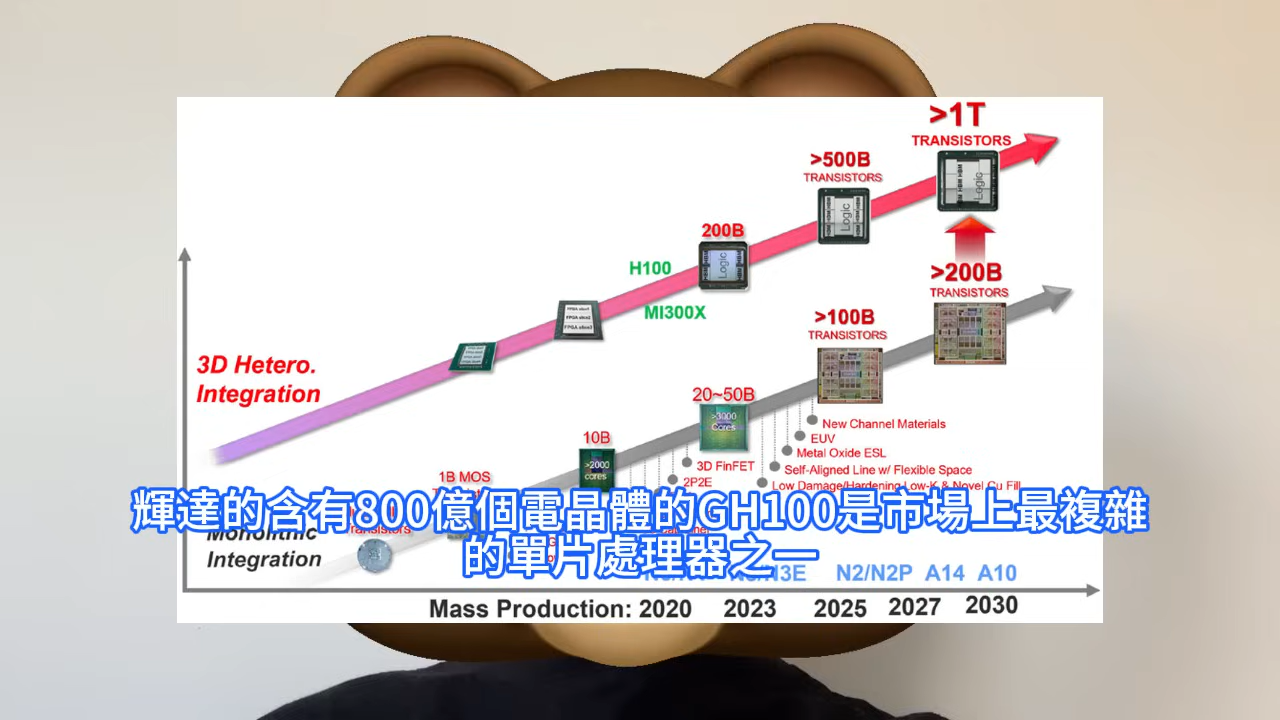 >1T
TRANSISTORS
>500B
TRANSISTORS
200B
H100
MI300X
Logic
Logic
Logic
>200B
TRANSISTORS
>100B
TRANSISTORS
3D Hetero.
Integration
20~50B
>3000
Cores
10B
>2000
cores
1B MOS
New Channel Materials
EUV
Metal Oxide ESL
Self-Aligned Line w/ Flexible Space
Low Damage/Hardening Low-K & Novel Cu Fill
3D FinFET
2P2E
輝達的含有800億個電晶體的GH100是市場上最複雜
的單片處理器之一
Monolithic
Integration
Transistors
N2/N2P A14 A10
Mass Production: 2020 2023 2025 2027 2030